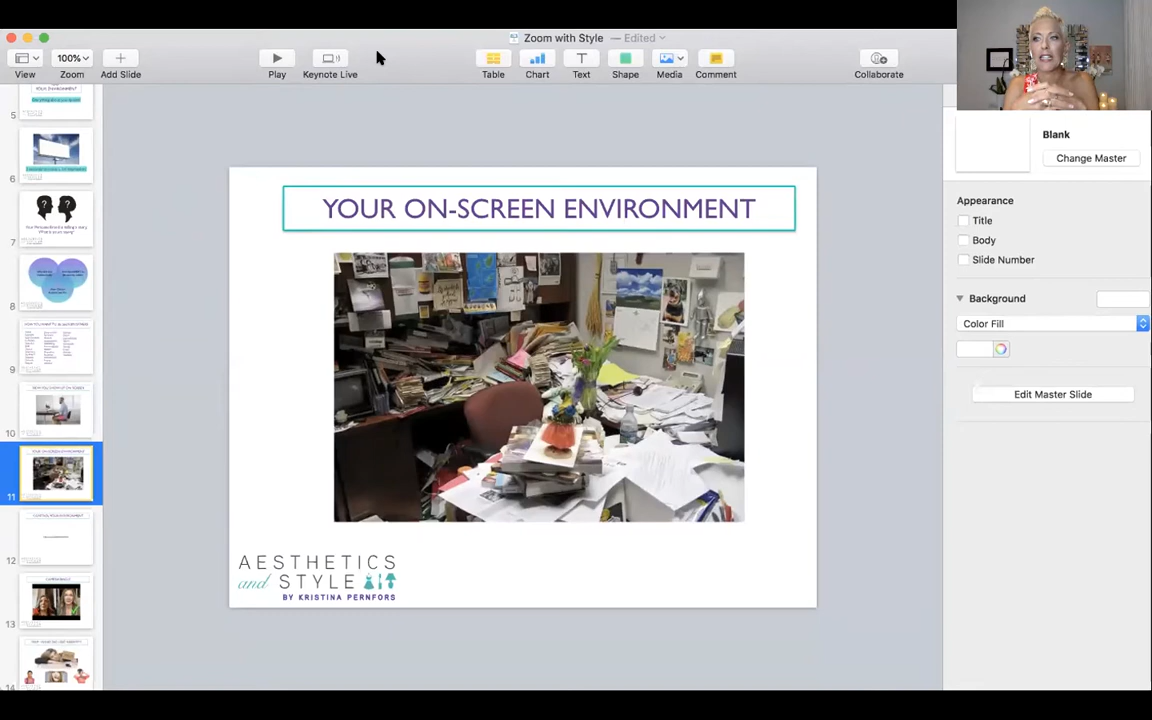 Zoom with Style — Edited
100%
View
Zoom
Add Slide
Play
Keynote Live
Table
Chart
Text
Shape
Media
Comment
Collaborate
5
6
7
8
9
10
11
12
13
14
YOUR ON-SCREEN ENVIRONMENT
AESTHETICS
and STYLE
BY KRISTINA PERNFORS
Blank
Change Master
Appearance
Title
Body
Slide Number
Background
Color Fill
Edit Master Slide